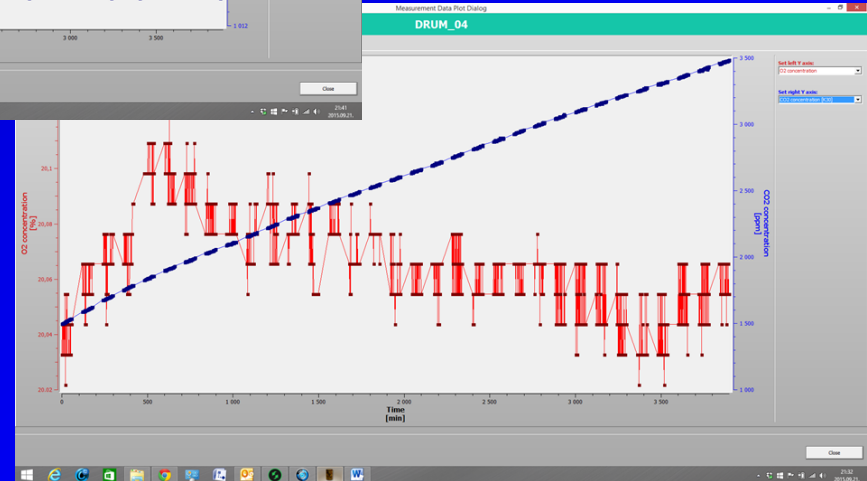 1 012
3 000 3 500
Close
21:41
2015.09.21.
Measurement Data Plot Dialog
DRUM_04
Set left Y axis:
O2 concentration
Set right Y axis:
CO2 concentration [K30]
3 500
3 000
2 500
2 000
1 500
1 000
CO2 concentration
[ppm]
20,1
20,08
20,06
20,04
20,02
O2 concentration
[%]
0 500 1 000 1 500 2 000 2 500 3 000 3 500
Time
[min]
Close
21:32
2015.09.21.